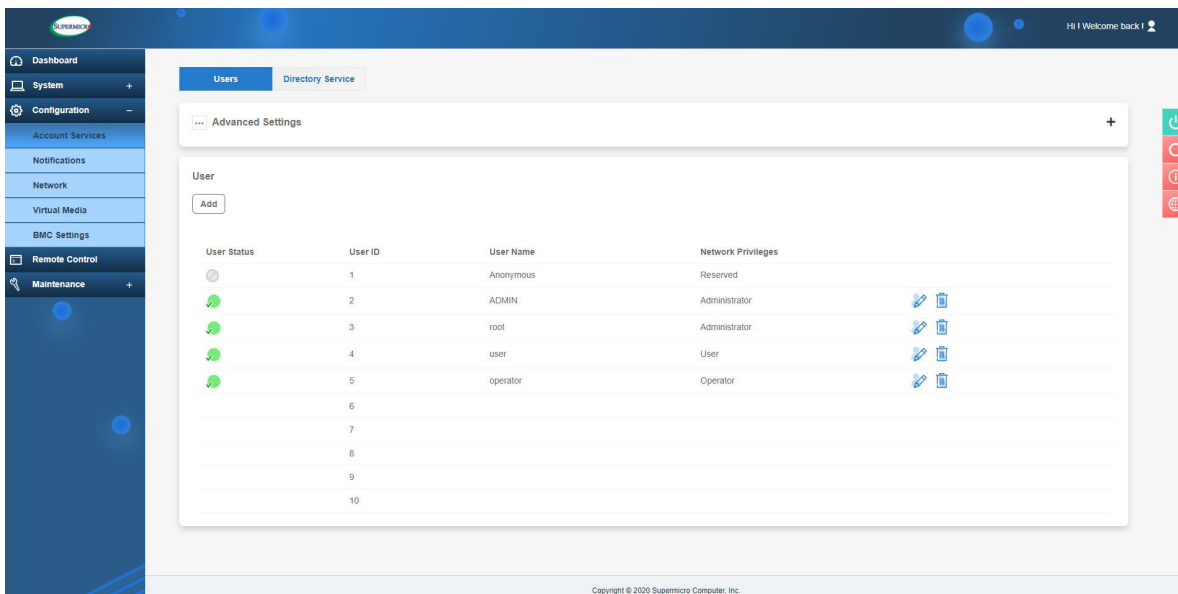 SUPERMICR
Hi ! Welcome back !
Dashboard
System +
Configuration –
Account Services
Notifications
Network
Virtual Media
BMC Settings
Remote Control
Maintenance +
Users Directory Service
... Advanced Settings +
User
Add
User Status User ID User Name Network Privileges
1 Anonymous Reserved
2 ADMIN Administrator
3 root Administrator
4 user User
5 operator Operator
6
7
8
9
10
Copyright © 2020 Supermicro Computer, Inc.